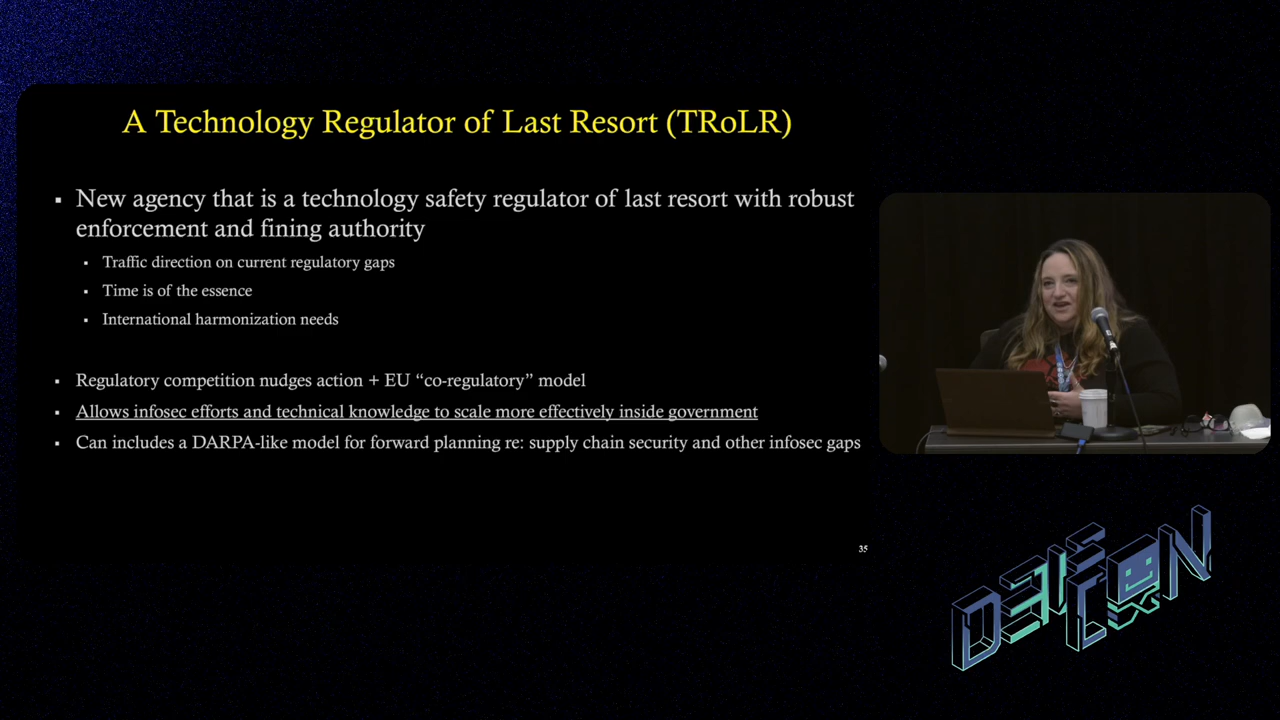 A Technology Regulator of Last Resort (TRoLR)
▪ New agency that is a technology safety regulator of last resort with robust
enforcement and fining authority
▪ Traffic direction on current regulatory gaps
▪ Time is of the essence
▪ International harmonization needs
▪ Regulatory competition nudges action + EU “co-regulatory” model
▪ Allows infosec efforts and technical knowledge to scale more effectively inside government
▪ Can includes a DARPA-like model for forward planning re: supply chain security and other infosec gaps
35
DEF CON